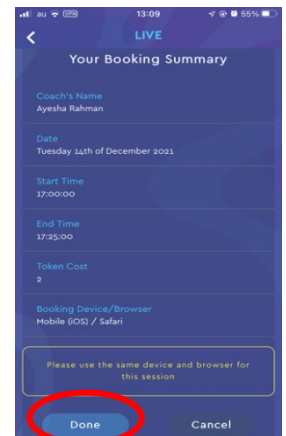 au VPN 13:09 55%
LIVE
Your Booking Summary
Coach's Name
Ayesha Rahman
Date
Tuesday 14th of December 2021
Start Time
17:00:00
End Time
17:25:00
Token Cost
2
Booking Device/Browser
Mobile (iOS) / Safari
Please use the same device and browser for
this session
Done Cancel